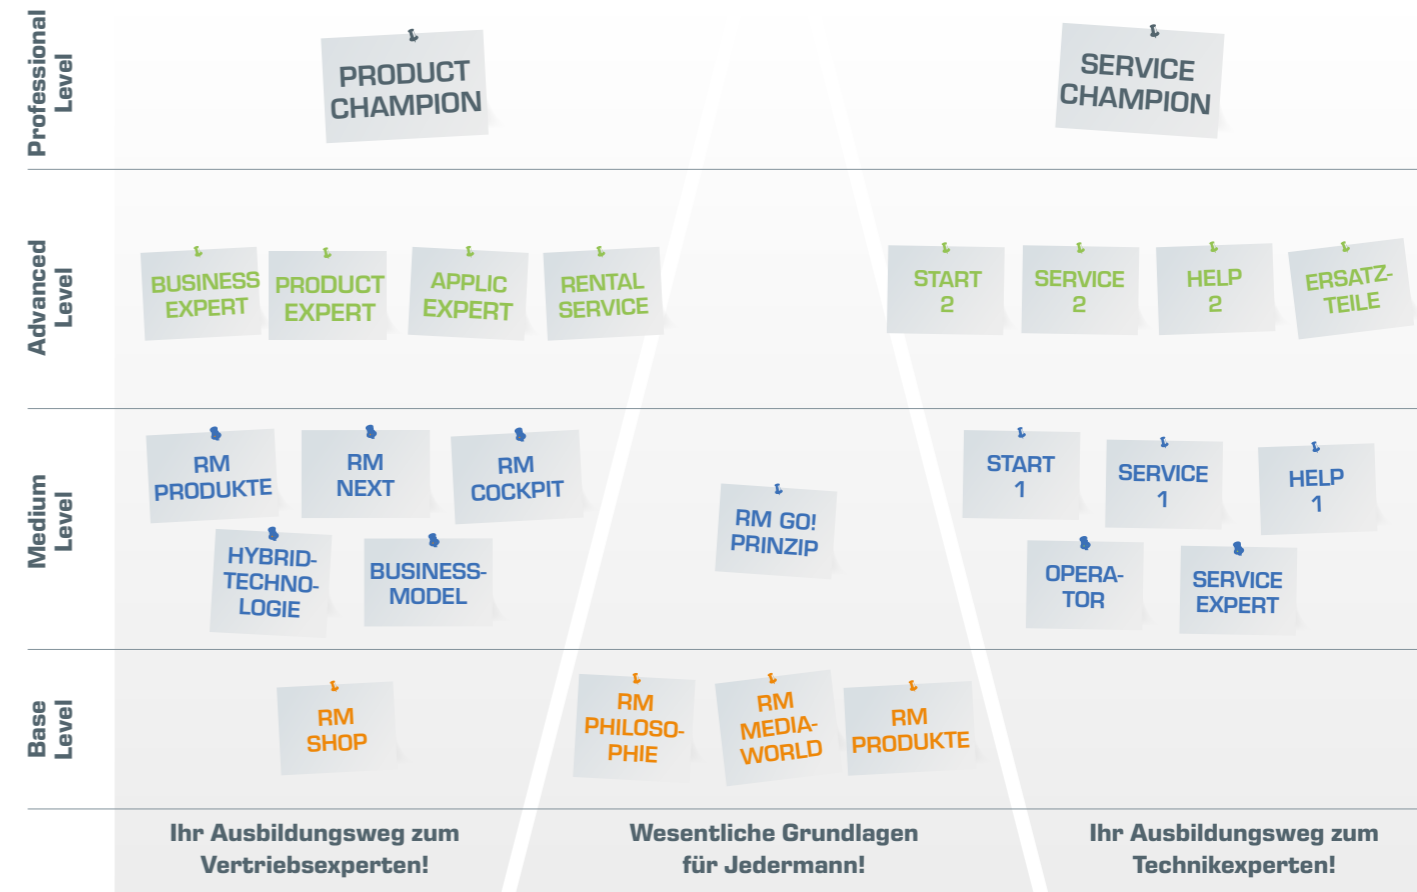 Professional
Level
PRODUCT
CHAMPION
SERVICE
CHAMPION
Advanced
Level
BUSINESS
EXPERT
PRODUCT
EXPERT
APPLIC
EXPERT
RENTAL
SERVICE
START
2
SERVICE
2
HELP
2
ERSATZ-
TEILE
Medium
Level
RM
PRODUKTE
RM
NEXT
RM
COCKPIT
HYBRID-
TECHNO-
LOGIE
BUSINESS-
MODEL
RM GO!
PRINZIP
START
1
SERVICE
1
HELP
1
OPERA-
TOR
SERVICE
EXPERT
Base
Level
RM
SHOP
RM
PHILOSO-
PHIE
RM
MEDIA-
WORLD
RM
PRODUKTE
Ihr Ausbildungsweg zum
Vertriebsexperten!
Wesentliche Grundlagen
für Jedermann!
Ihr Ausbildungsweg zum
Technikexperten!